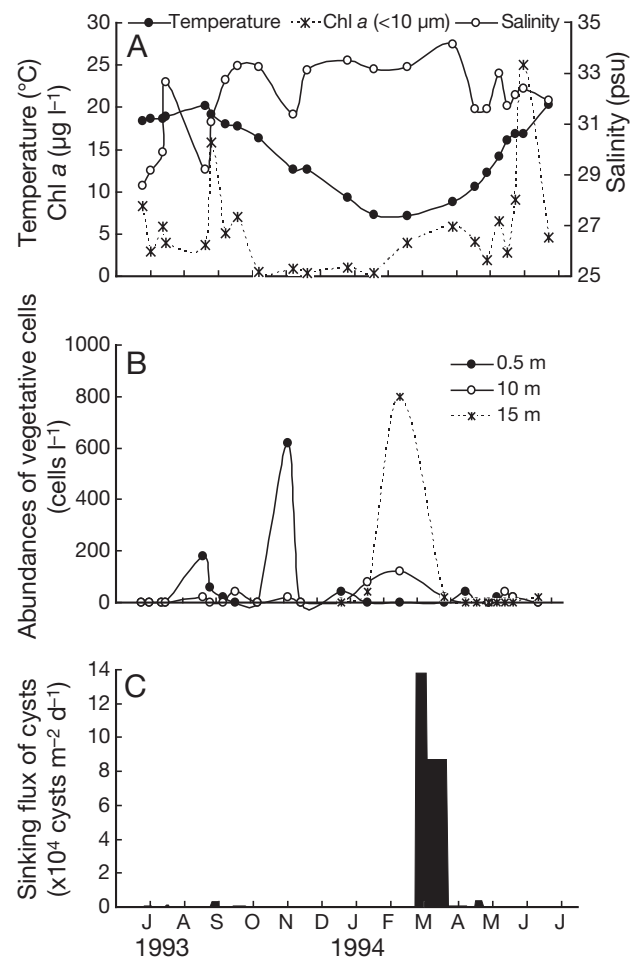 Temperature Chl a (<10 µm) Salinity
A
Temperature (°C)
Chl a (µg l⁻¹)
30
25
20
15
10
5
0
35
33
31
29
27
25
Salinity (psu)
B
Abundances of vegetative cells
(cells l⁻¹)
1000
800
600
400
200
0
0.5 m
10 m
15 m
C
Sinking flux of cysts
(x10⁴ cysts m⁻² d⁻¹)
14
12
10
8
6
4
2
0
J A S O N D J F M A M J J
1993 1994